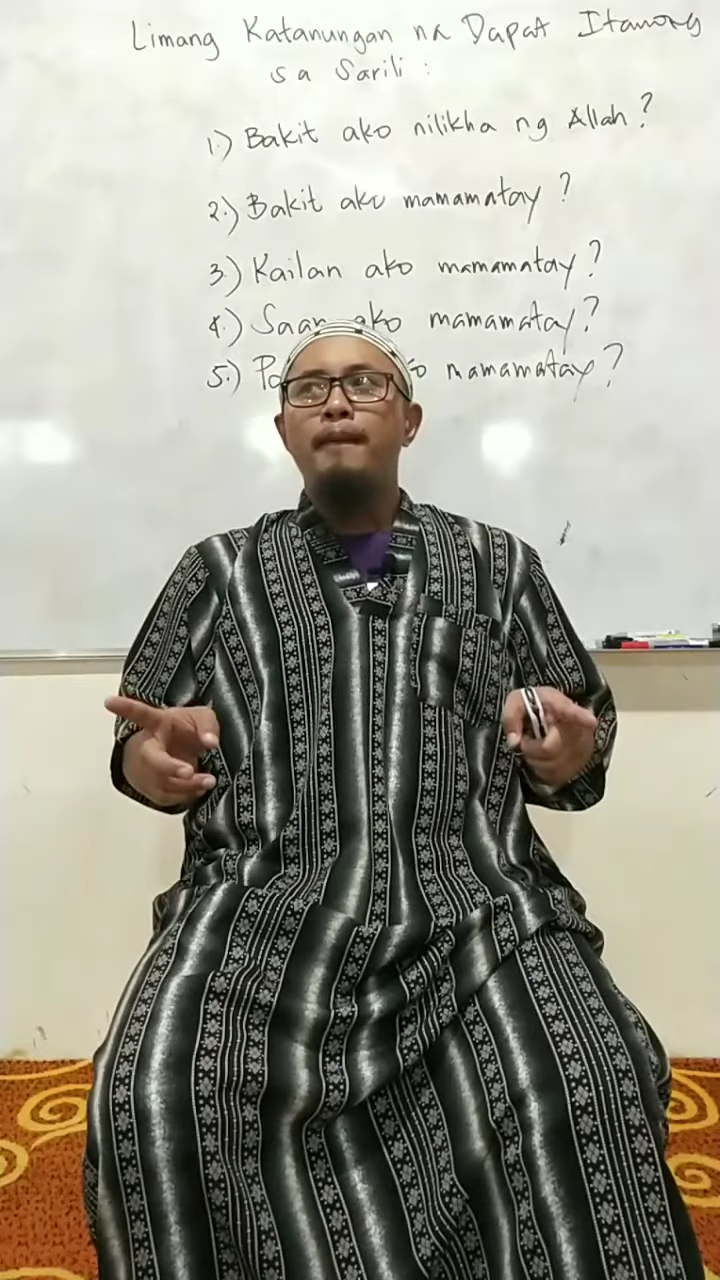 Limang Katanungan na Dapat Itanong
sa Sarili :
1.) Bakit ako nilikha ng Allah ?
2.) Bakit ako mamamatay ?
3.) Kailan ako mamamatay ?
4.) Saan ako mamamatay ?
5.) mamamatay ?